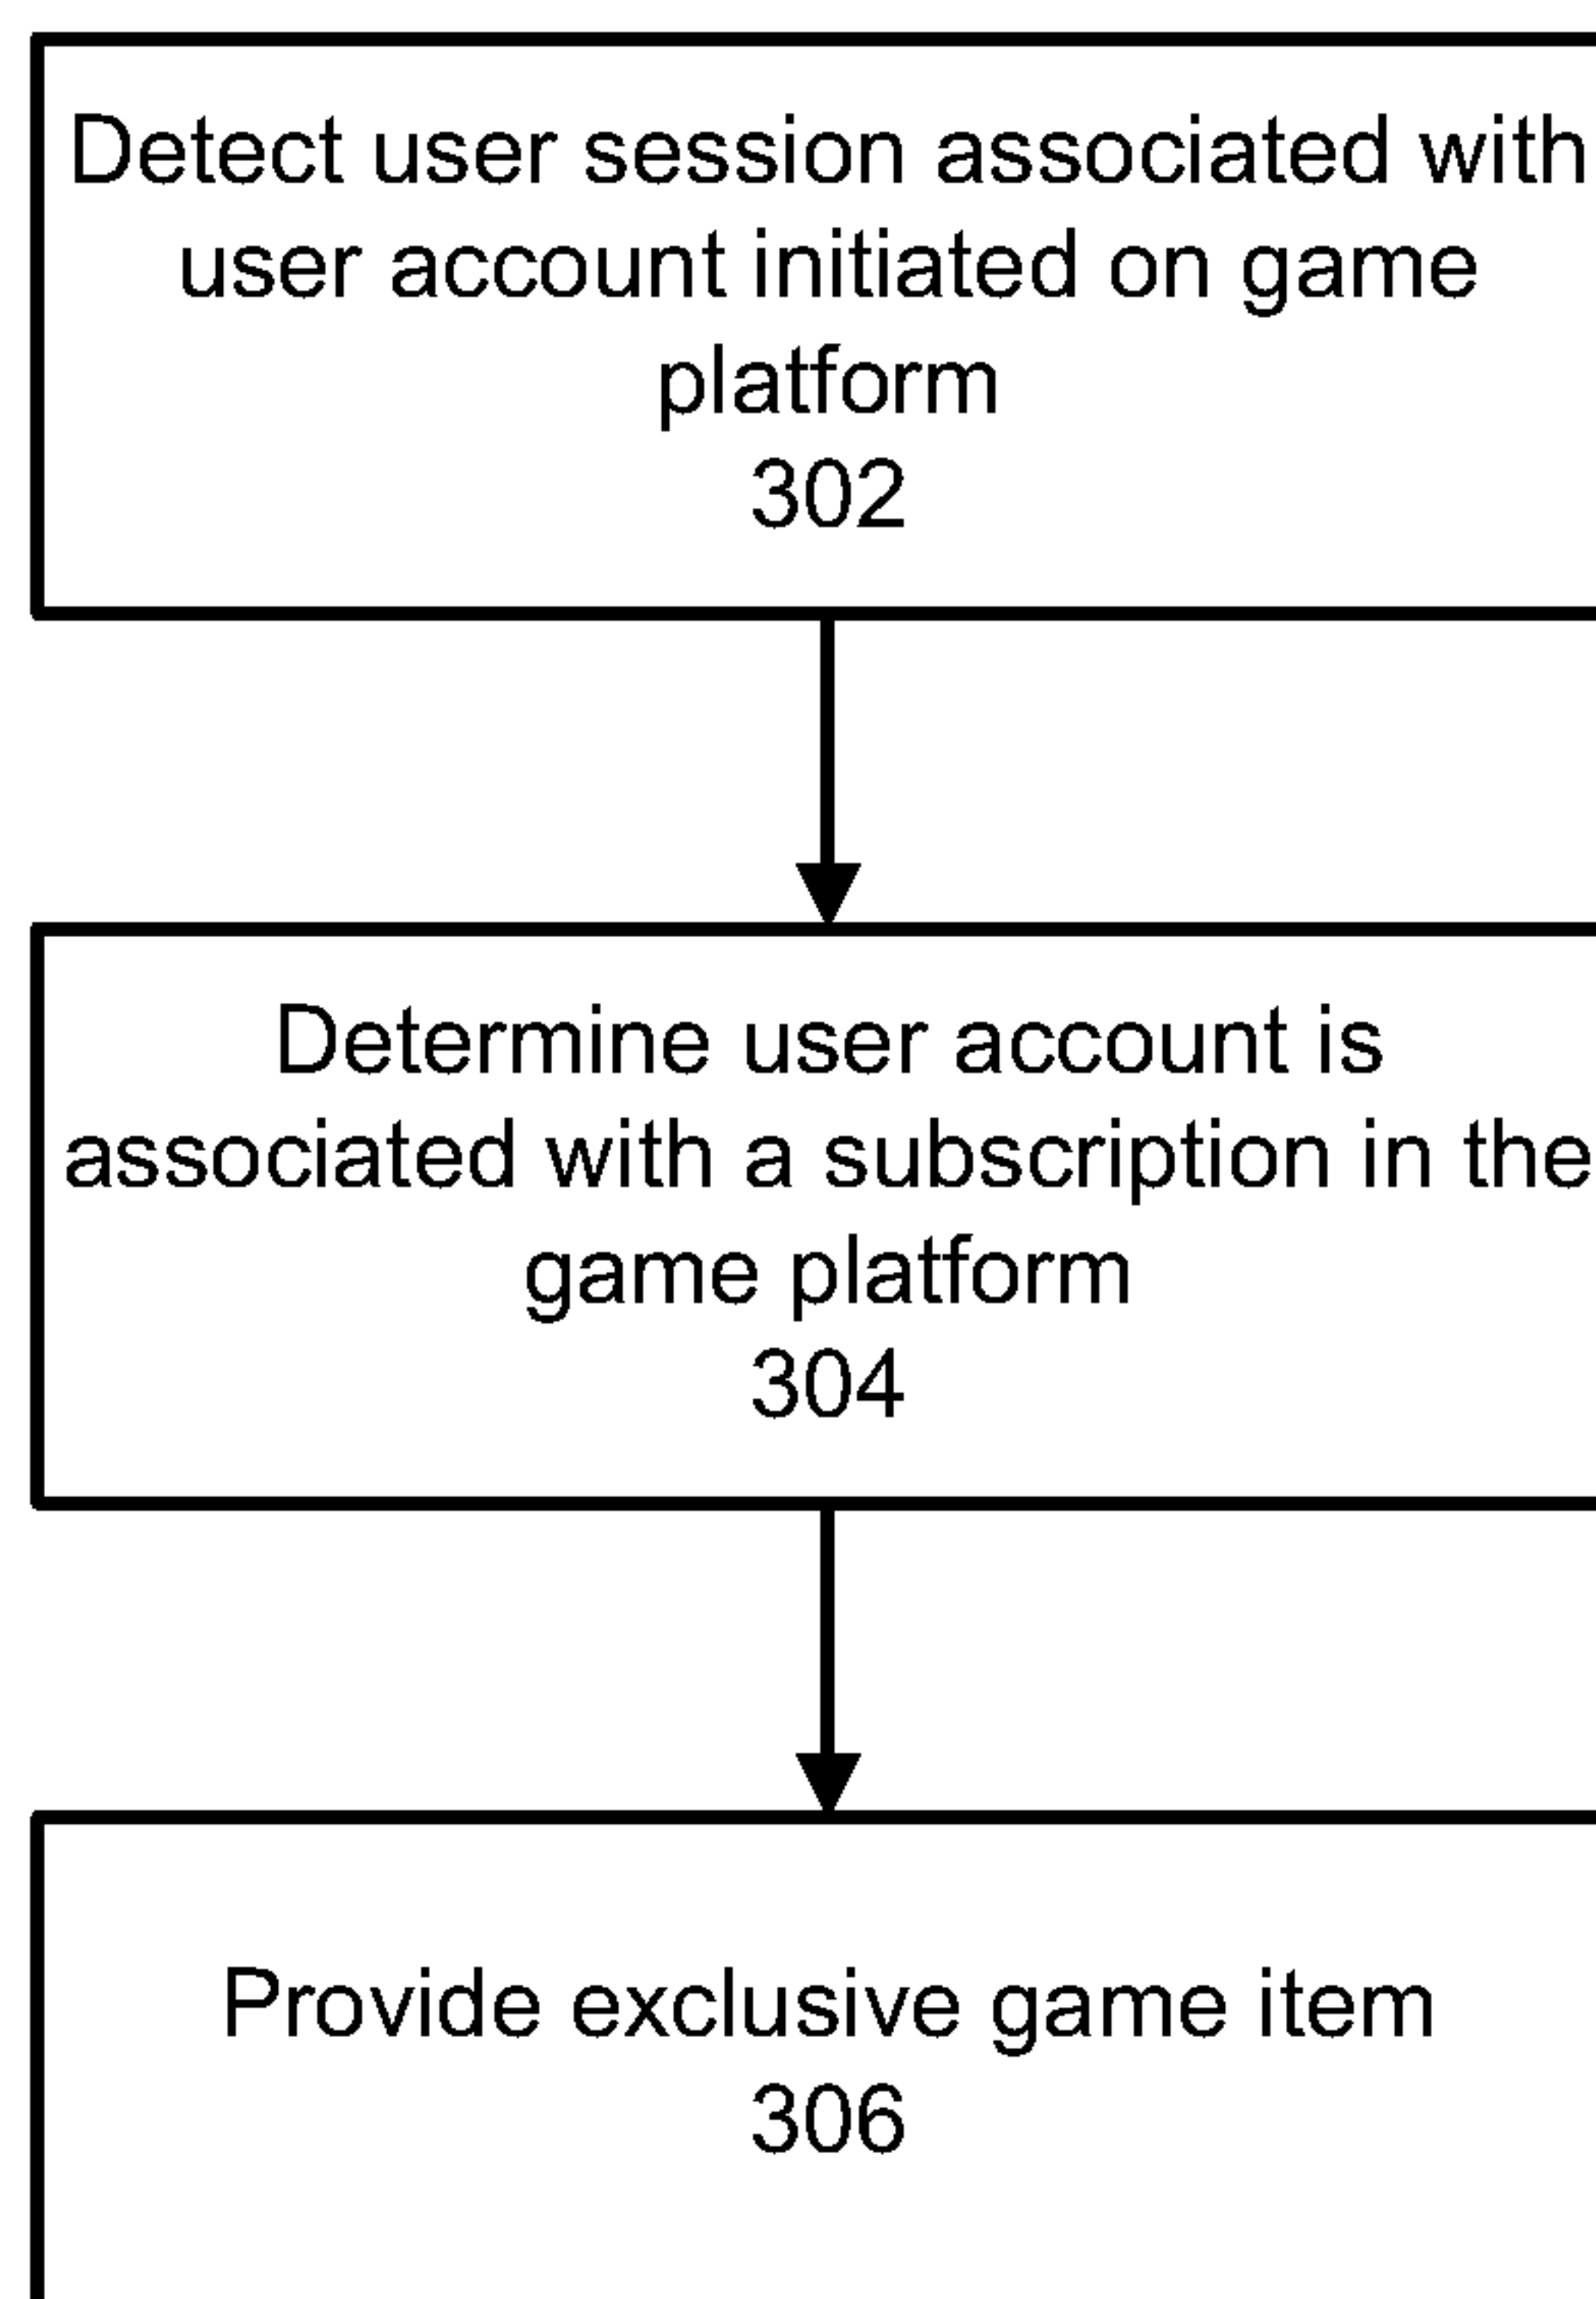 Detect user session associated with
user account initiated on game
platform
302
Determine user account is
associated with a subscription in the
game platform
304
Provide exclusive game item
306